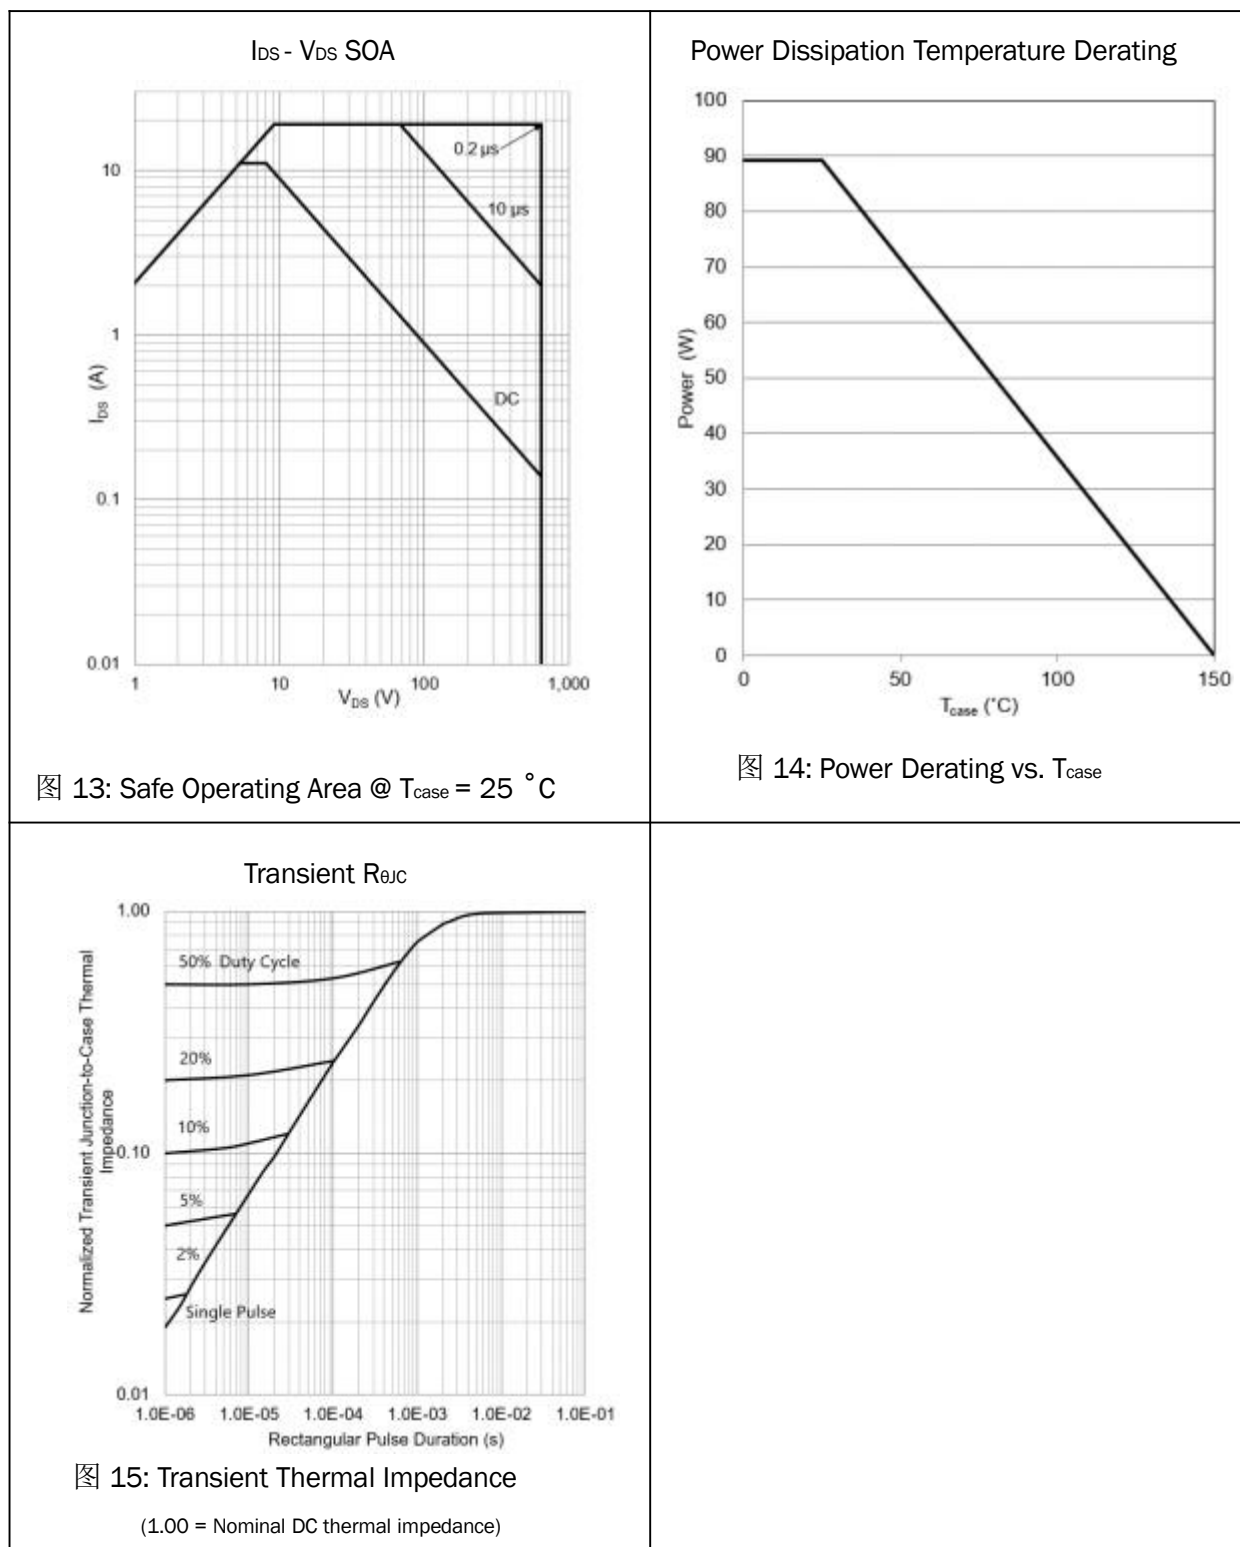 IDS - VDS SOA
10
1
0.1
0.01
IDS (A)
0.2 µs
10 µs
DC
1
10
100
1,000
VDS (V)
图 13: Safe Operating Area @ Tcase = 25 °C
Power Dissipation Temperature Derating
100
90
80
70
60
50
40
30
20
10
0
Power (W)
0
50
100
150
Tcase (°C)
图 14: Power Derating vs. Tcase
Transient RθJC
1.00
0.10
0.01
Normalized Transient Junction-to-Case Thermal
Impedance
50% Duty Cycle
20%
10%
5%
2%
Single Pulse
1.0E-06
1.0E-05
1.0E-04
1.0E-03
1.0E-02
1.0E-01
Rectangular Pulse Duration (s)
图 15: Transient Thermal Impedance
(1.00 = Nominal DC thermal impedance)